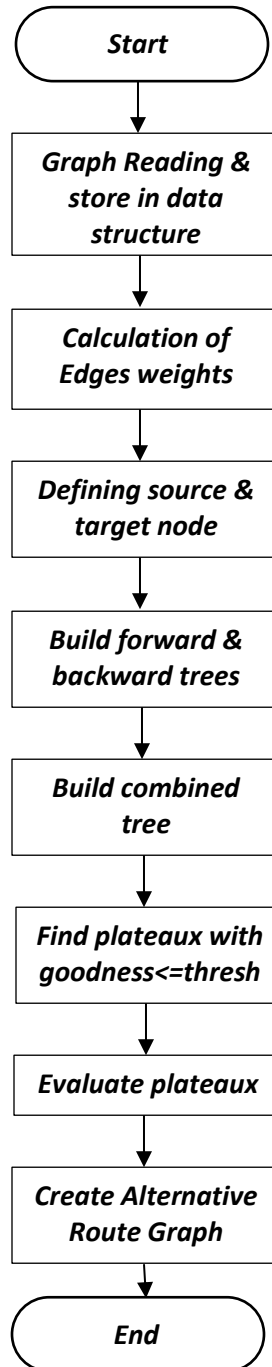 Start
Graph Reading &
store in data
structure
Calculation of
Edges weights
Defining source &
target node
Build forward &
backward trees
Build combined
tree
Find plateaux with
goodness<=thresh
Evaluate plateaux
Create Alternative
Route Graph
End